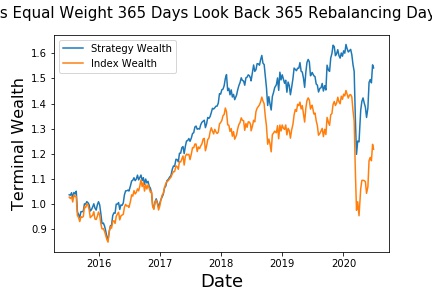 s Equal Weight 365 Days Look Back 365 Rebalancing Day
Strategy Wealth
Index Wealth
Terminal Wealth
1.6
1.5
1.4
1.3
1.2
1.1
1.0
0.9
2016 2017 2018 2019 2020
Date